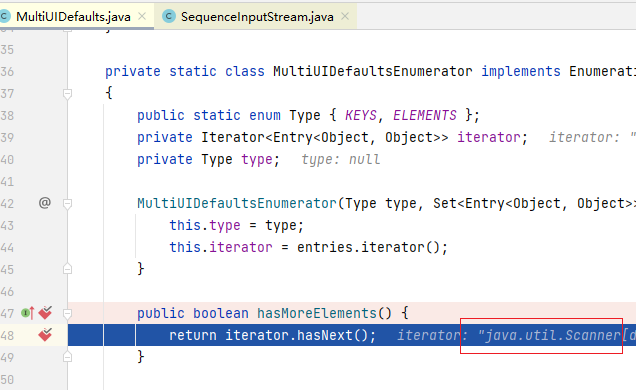 MultiUIDefaults.java × SequenceInputStream.java ×
35
36 private static class MultiUIDefaultsEnumerator implements Enumerati
37 {
38 public static enum Type { KEYS, ELEMENTS };
39 private Iterator<Entry<Object, Object>> iterator; iterator: "
40 private Type type; type: null
41
42 @ MultiUIDefaultsEnumerator(Type type, Set<Entry<Object, Object>
43 this.type = type;
44 this.iterator = entries.iterator();
45 }
46
47 public boolean hasMoreElements() {
48 return iterator.hasNext(); iterator: "java.util.Scanner[d
49 }